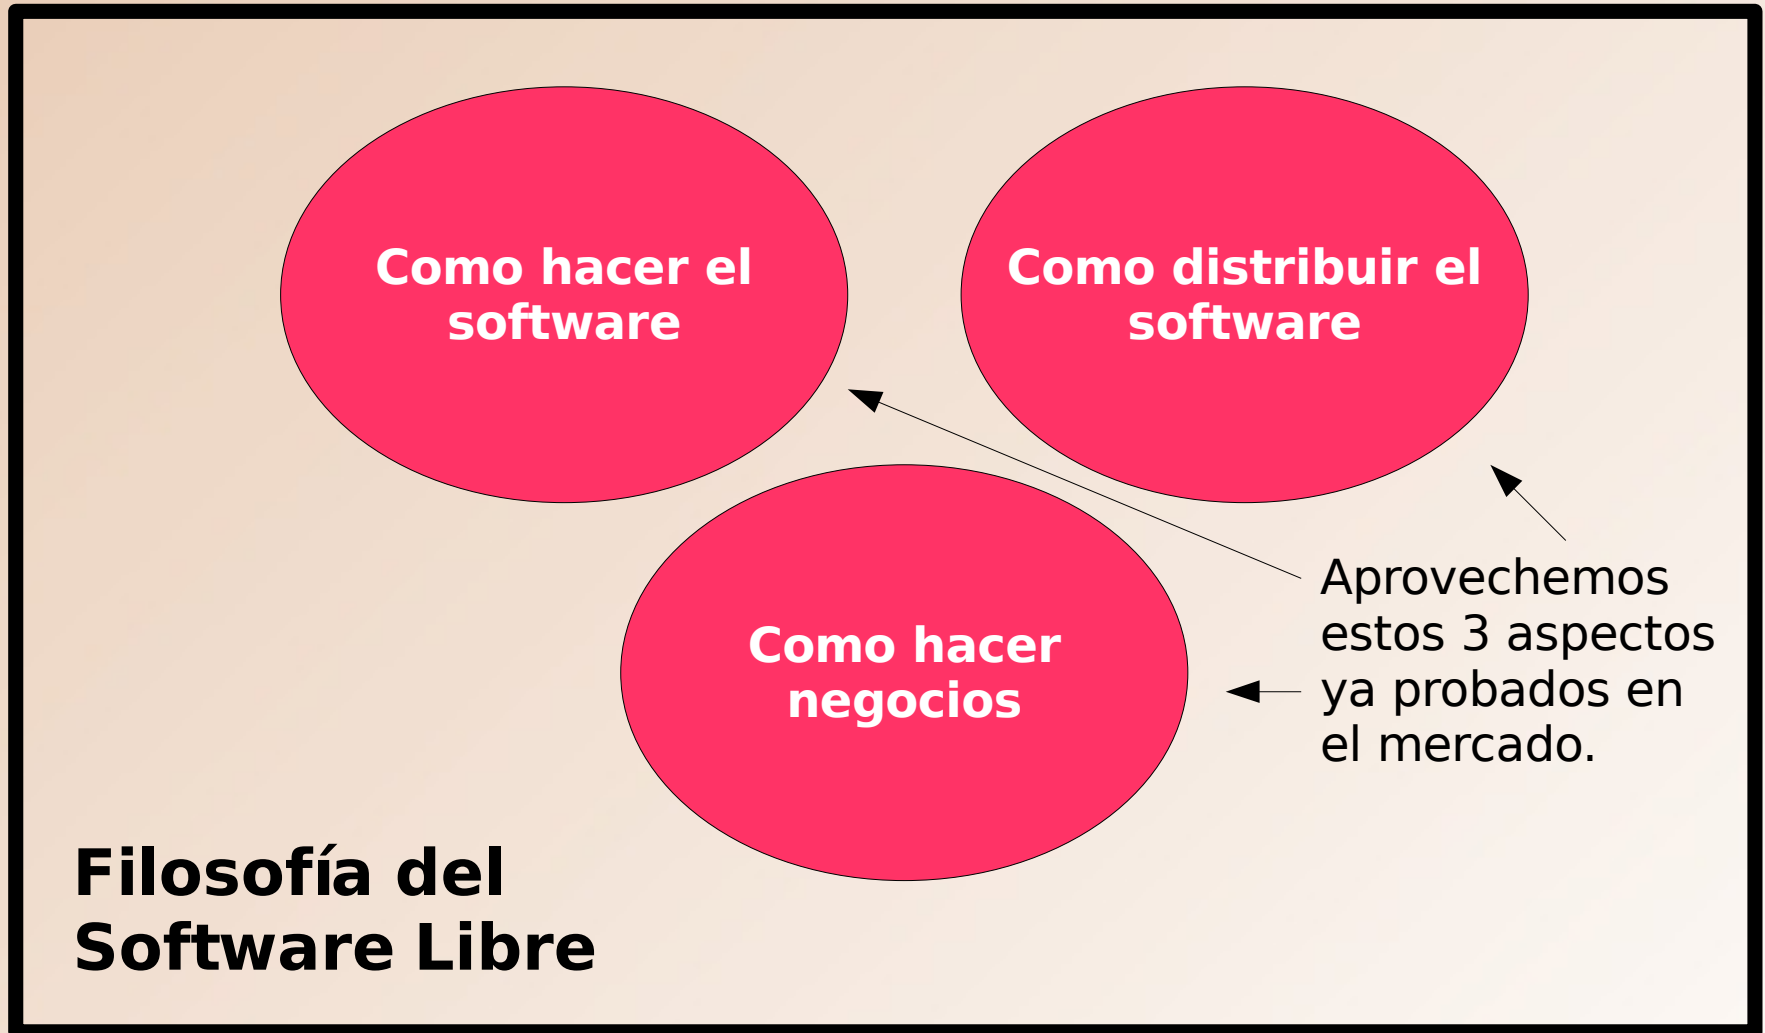 Como hacer el
software
Como distribuir el
software
Como hacer
negocios
Aprovechemos
estos 3 aspectos
ya probados en
el mercado.
Filosofía del
Software Libre